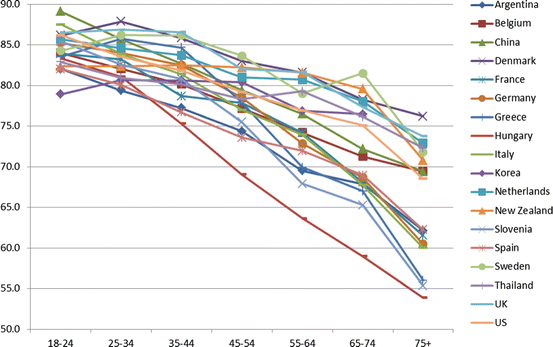 90.0
85.0
80.0
75.0
70.0
65.0
60.0
55.0
50.0
18-24 25-34 35-44 45-54 55-64 65-74 75+
Argentina
Belgium
China
Denmark
France
Germany
Greece
Hungary
Italy
Korea
Netherlands
New Zealand
Slovenia
Spain
Sweden
Thailand
UK
US